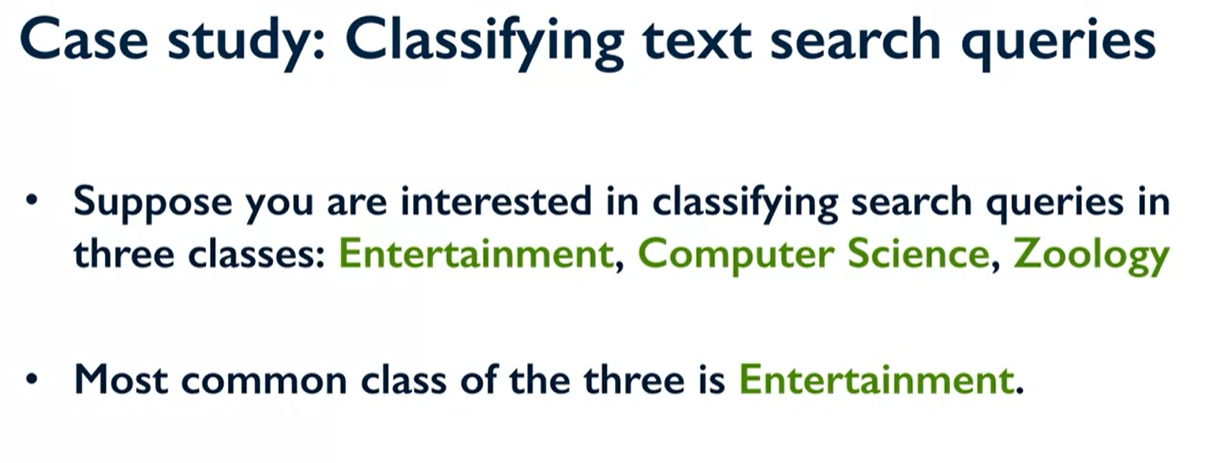 Case study: Classifying text search queries
• Suppose you are interested in classifying search queries in
three classes: Entertainment, Computer Science, Zoology
• Most common class of the three is Entertainment.